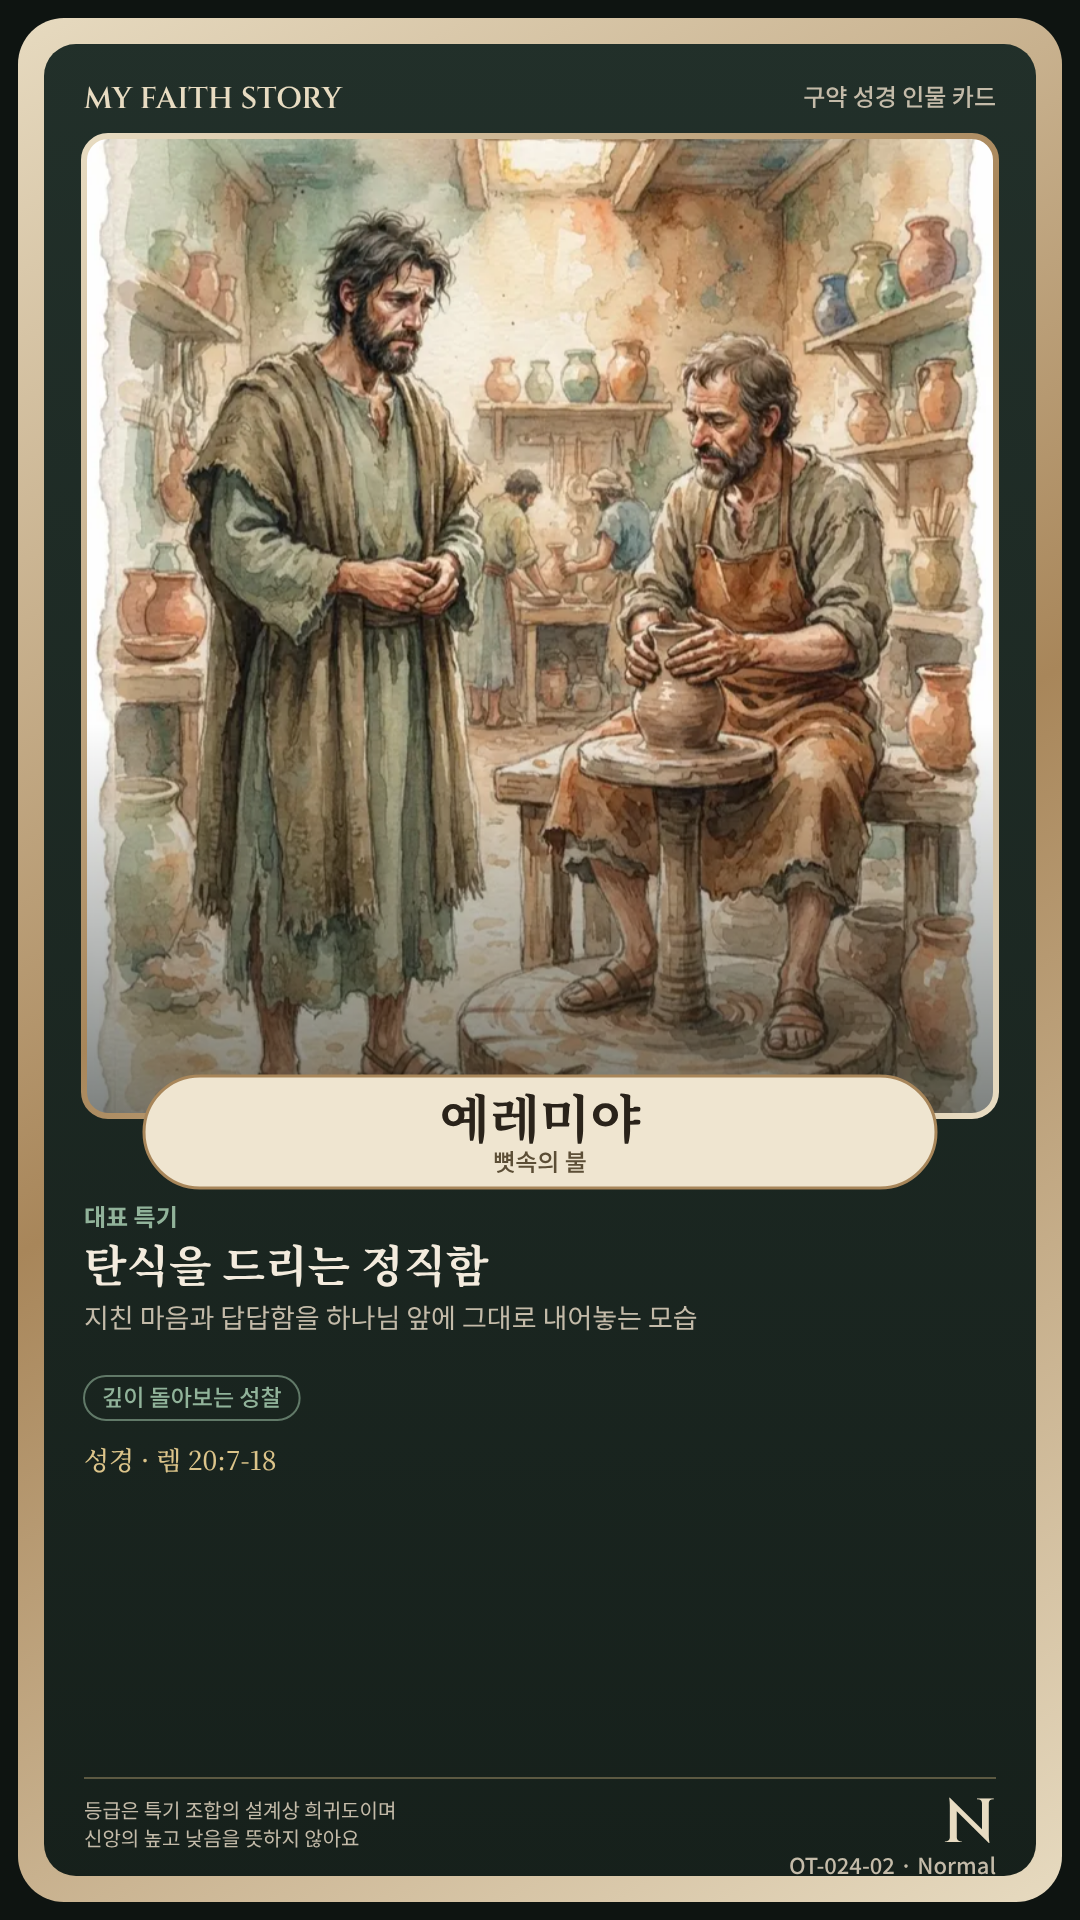 MY FAITH STORY
구약 성경 인물 카드
예레미야
뼛속의 불
대표 특기
탄식을 드리는 정직함
지친 마음과 답답함을 하나님 앞에 그대로 내어놓는 모습
깊이 돌아보는 성찰
성경 · 렘 20:7-18
등급은 특기 조합의 설계상 희귀도이며
신앙의 높고 낮음을 뜻하지 않아요
N
OT-024-02 · Normal